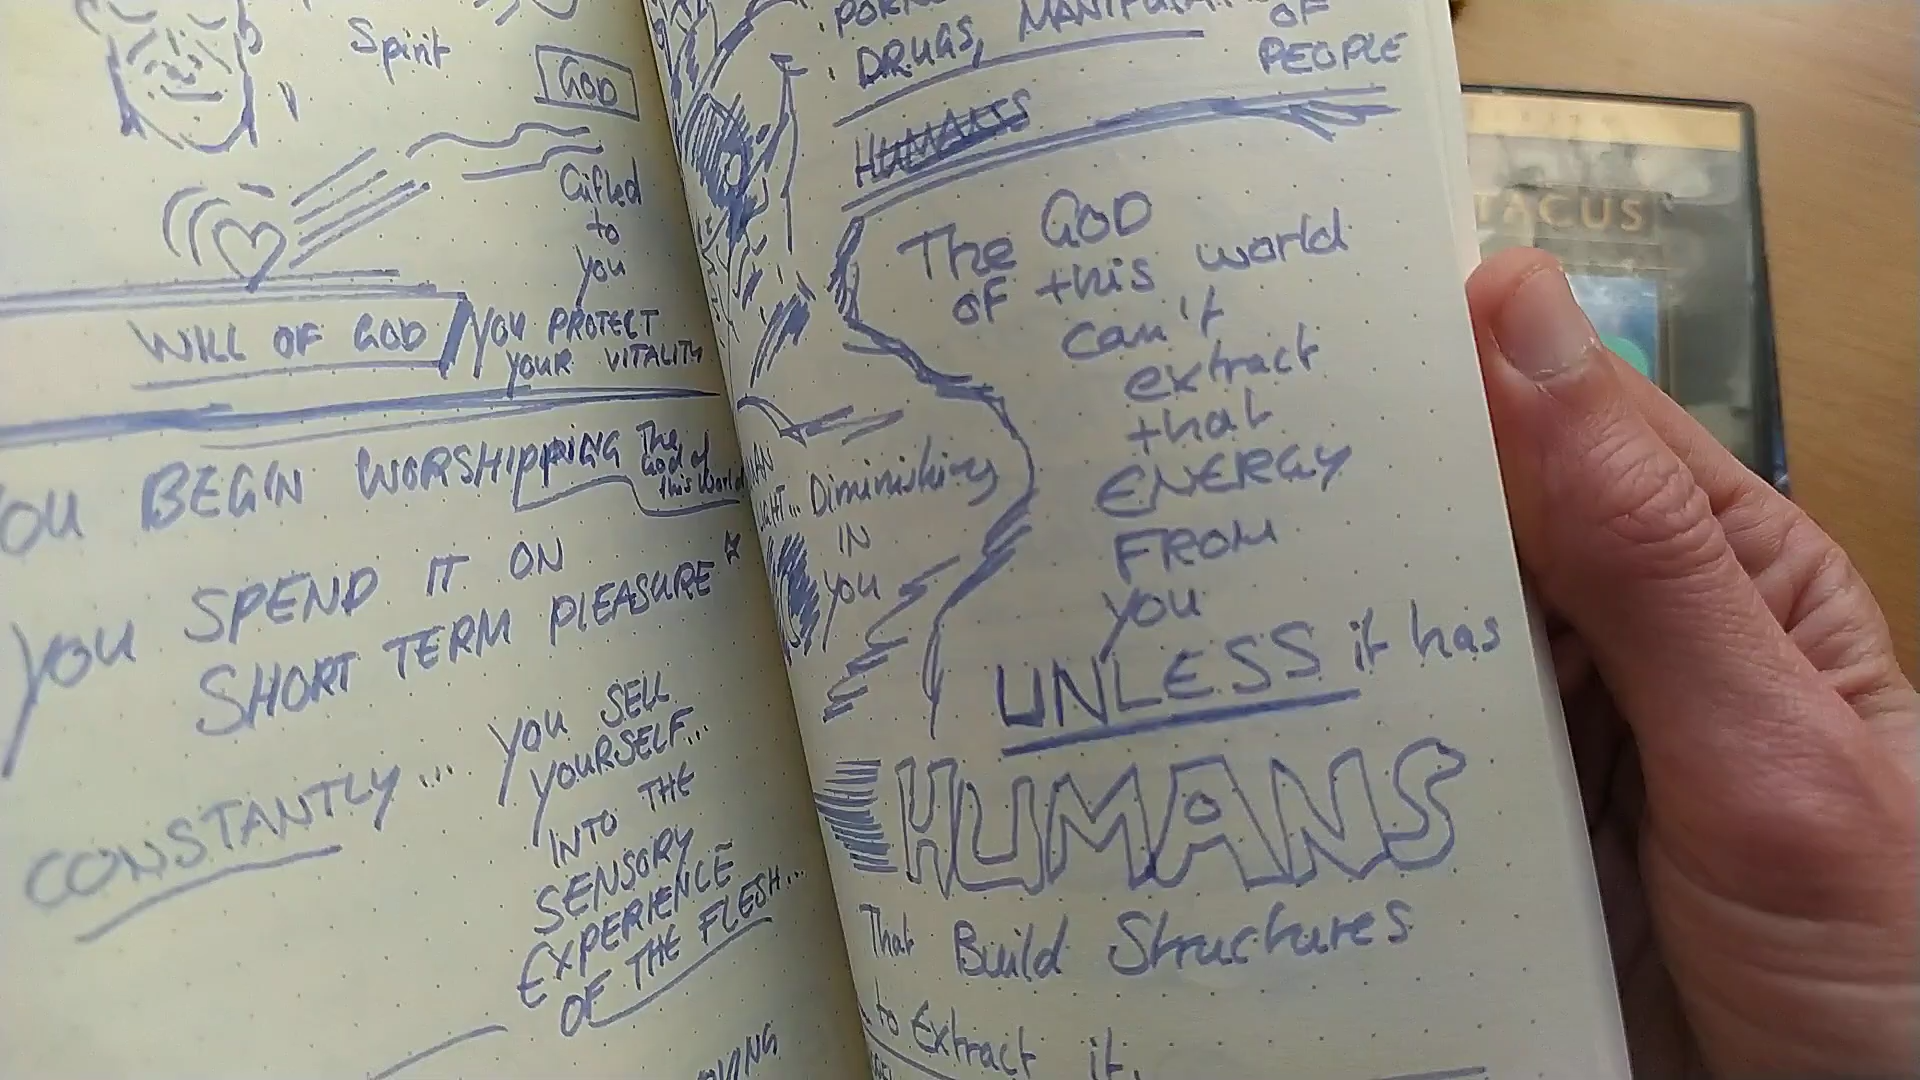 Spirit
GOD
Gifted
to
you
WILL OF GOD
YOU PROTECT
YOUR VITALITY
YOU BEGIN WORSHIPPING The
God of
this World
YOU SPEND IT ON
SHORT TERM PLEASURE
CONSTANTLY...
YOU SELL
YOURSELF...
INTO THE
SENSORY
EXPERIENCE
OF THE FLESH...
DRUGS, 
OF
PEOPLE
HUMANS
The GOD
OF this world
can't
extract
that
ENERGY
FROM
you
UNLESS it has
HUMANS
That Build Structures
to Extract it.
Diminishing
IN
you
TACUS